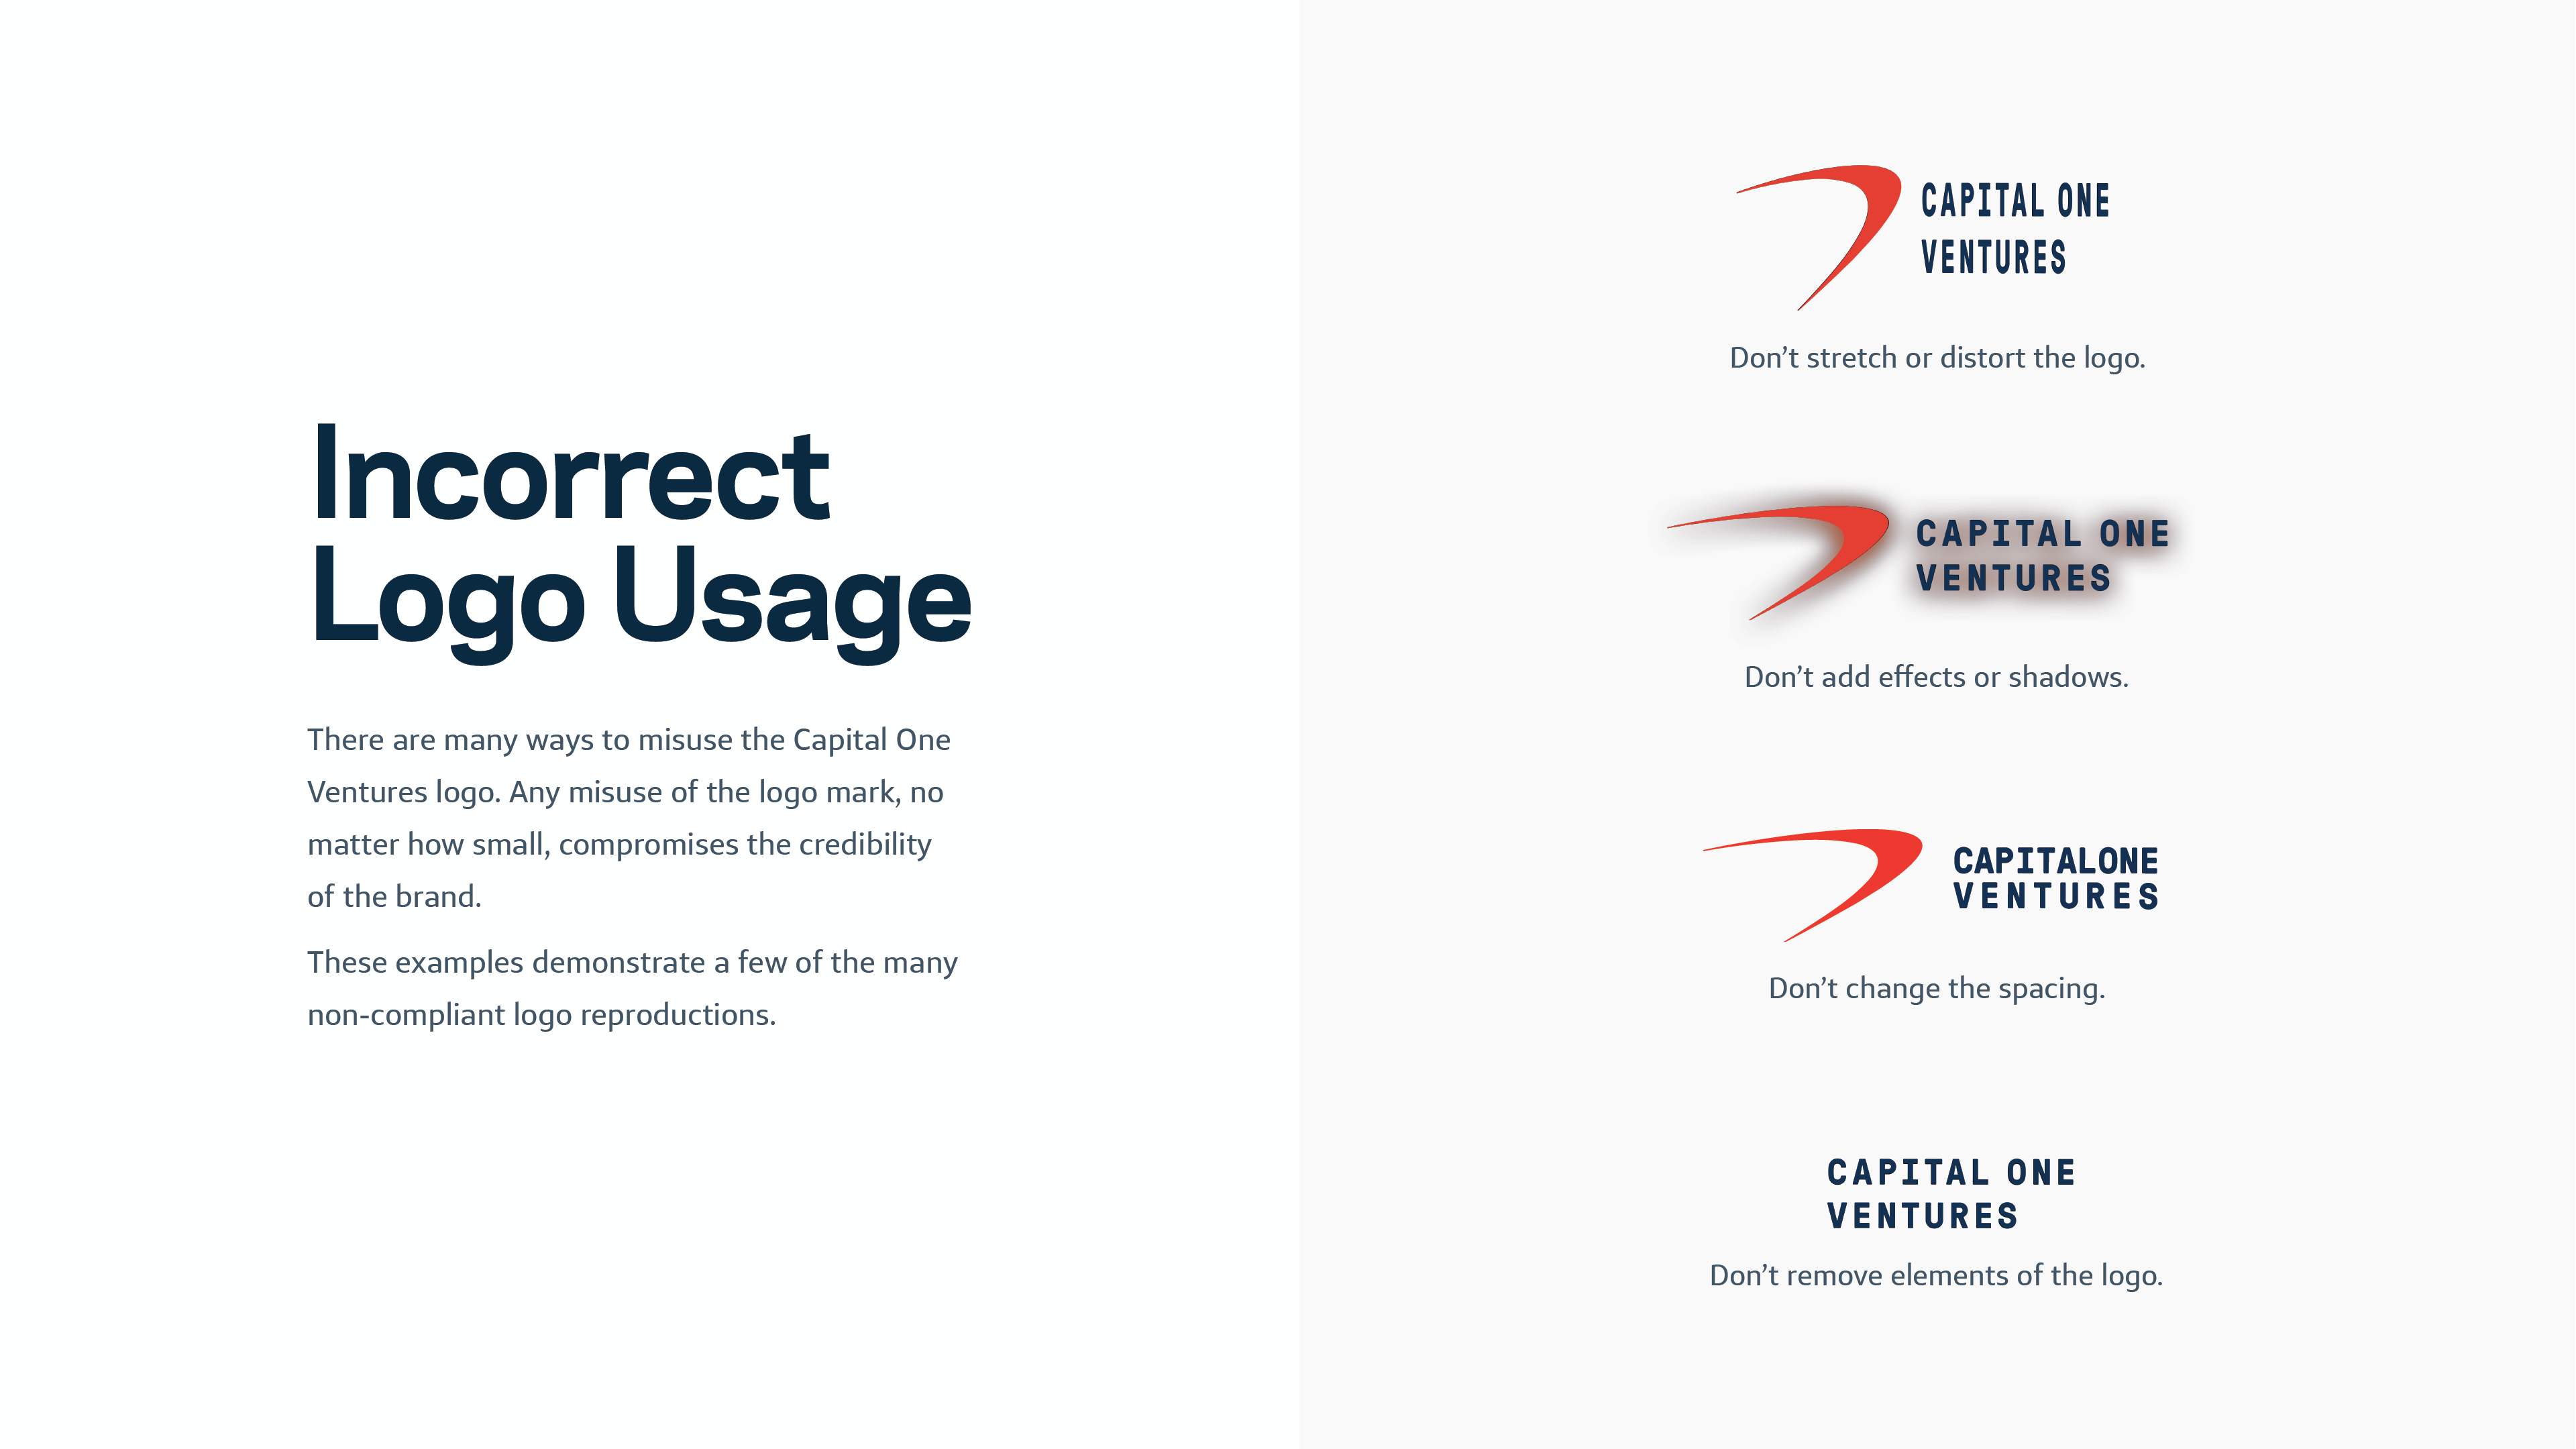 Incorrect
Logo Usage
There are many ways to misuse the Capital One
Ventures logo. Any misuse of the logo mark, no
matter how small, compromises the credibility
of the brand.
These examples demonstrate a few of the many
non-compliant logo reproductions.
CAPITAL ONE
VENTURES
Don’t stretch or distort the logo.
CAPITAL ONE
VENTURES
Don’t add effects or shadows.
CAPITALONE
VENTURES
Don’t change the spacing.
CAPITAL ONE
VENTURES
Don’t remove elements of the logo.